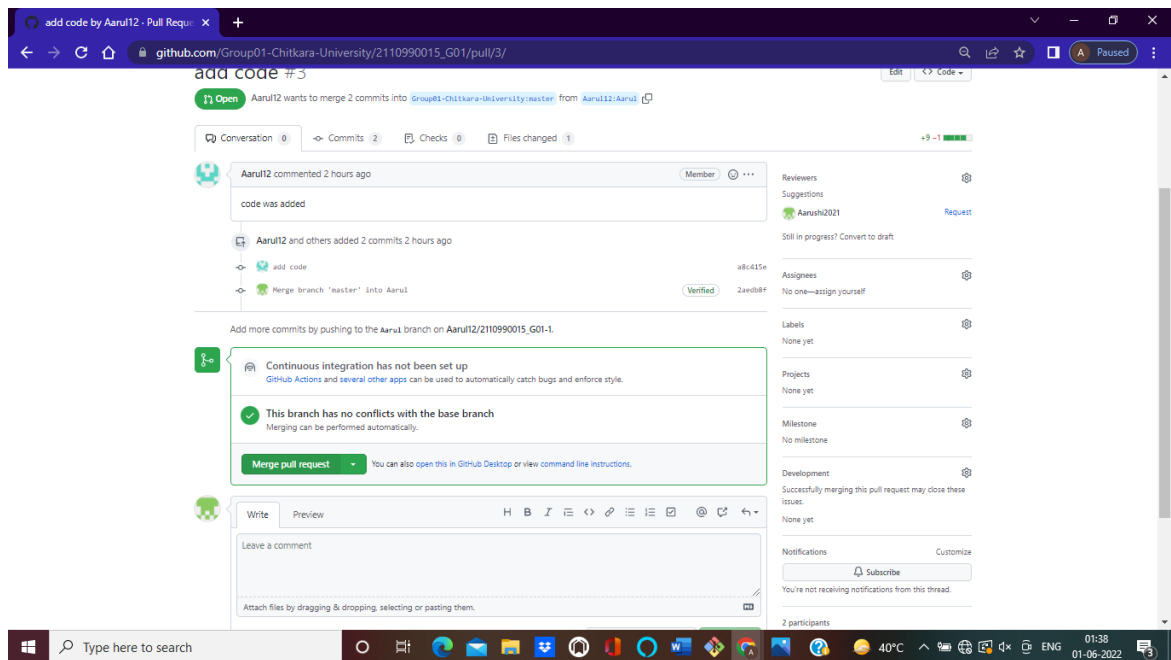 add code by Aarul12 · Pull Reque
github.com/Group01-Chitkara-University/2110990015_G01/pull/3/
A Paused
add code #3
Edit <> Code
Open Aarul12 wants to merge 2 commits into Group01-Chitkara-University:master from Aarul12:Aarul
Conversation 0 Commits 2 Checks 0 Files changed 1
+9 −1
Aarul12 commented 2 hours ago
Member
code was added
Aarul12 and others added 2 commits 2 hours ago
add code
a8c415e
Merge branch 'master' into Aarul
Verified 2aedb8f
Add more commits by pushing to the Aarul branch on Aarul12/2110990015_G01-1.
Continuous integration has not been set up
GitHub Actions and several other apps can be used to automatically catch bugs and enforce style.
This branch has no conflicts with the base branch
Merging can be performed automatically.
Merge pull request You can also open this in GitHub Desktop or view command line instructions.
Write Preview
H B I
Leave a comment
Attach files by dragging & dropping, selecting or pasting them.
Reviewers
Suggestions
Aarushi2021 Request
Still in progress? Convert to draft
Assignees
No one—assign yourself
Labels
None yet
Projects
None yet
Milestone
No milestone
Development
Successfully merging this pull request may close these
issues.
None yet
Notifications Customize
Subscribe
You're not receiving notifications from this thread.
2 participants
Type here to search
40°C
ENG
01:38
01-06-2022
3